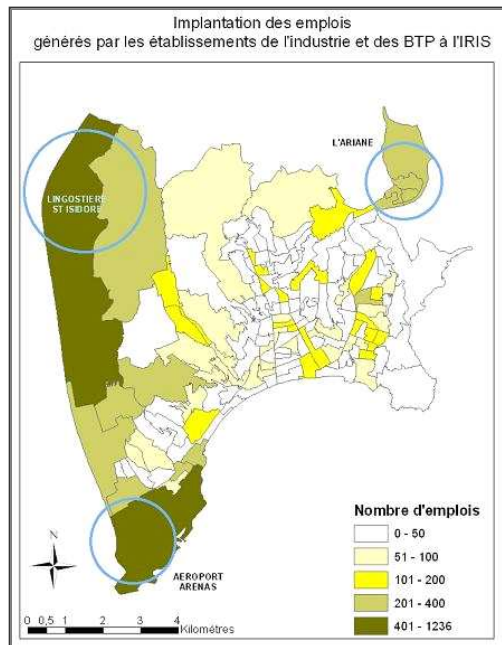 Implantation des emplois
générés par les établissements de l'industrie et des BTP à l'IRIS
L'ARIANE
LINGOSTIERE
ST ISIDORE
AEROPORT
ARENAS
N
0 0,5 1 2 3 4
Kilométres
Nombre d'emplois
0 - 50
51 - 100
101 - 200
201 - 400
401 - 1236